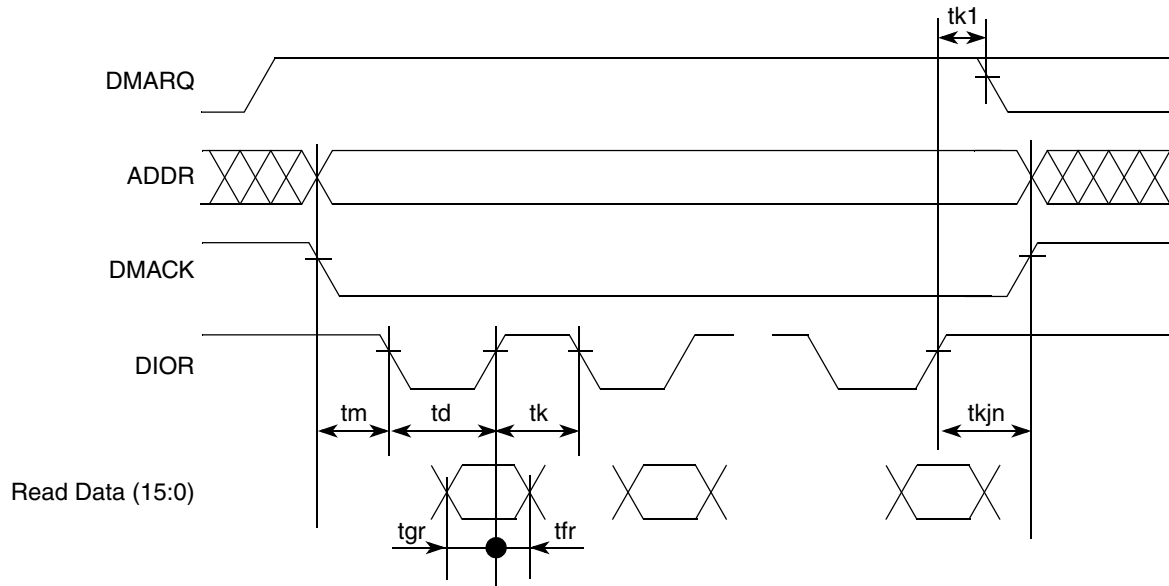 tk1
DMARQ
ADDR
DMACK
DIOR
tm td tk tkjn
Read Data (15:0)
tgr tfr